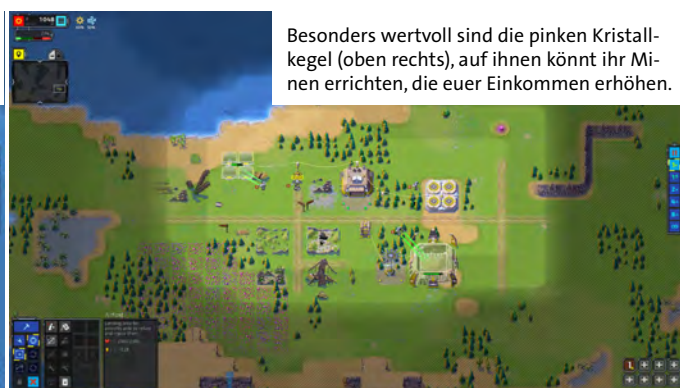 Besonders wertvoll sind die pinken Kristall-
kegel (oben rechts), auf ihnen könnt ihr Mi-
nen errichten, die euer Einkommen erhöhen.
1048